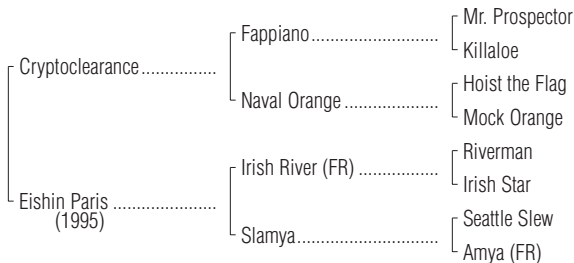 Mr. Prospector
Fappiano
Killaloe
Cryptoclearance
Hoist the Flag
Naval Orange
Mock Orange
Riverman
Irish River (FR)
Irish Star
Eishin Paris
(1995)
Seattle Slew
Slamya
Amya (FR)